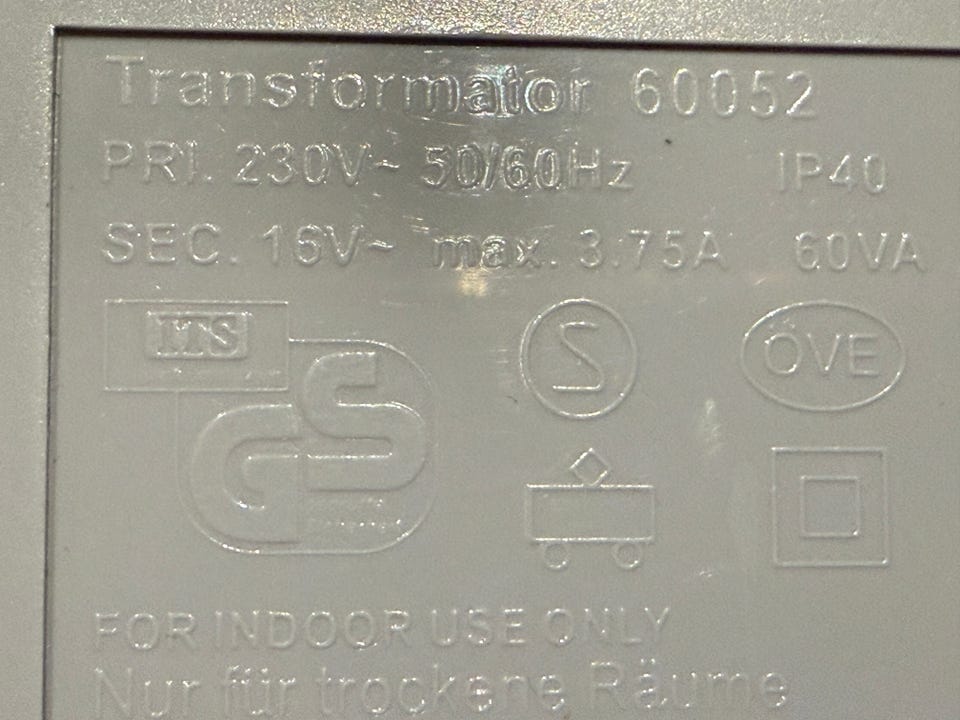 Transformator 60052
PRI. 230V~ 50/60Hz IP40
SEC. 16V~ max. 3.75A 60VA
ITS
GS
ÖVE
FOR INDOOR USE ONLY
Nur für trockene Räume